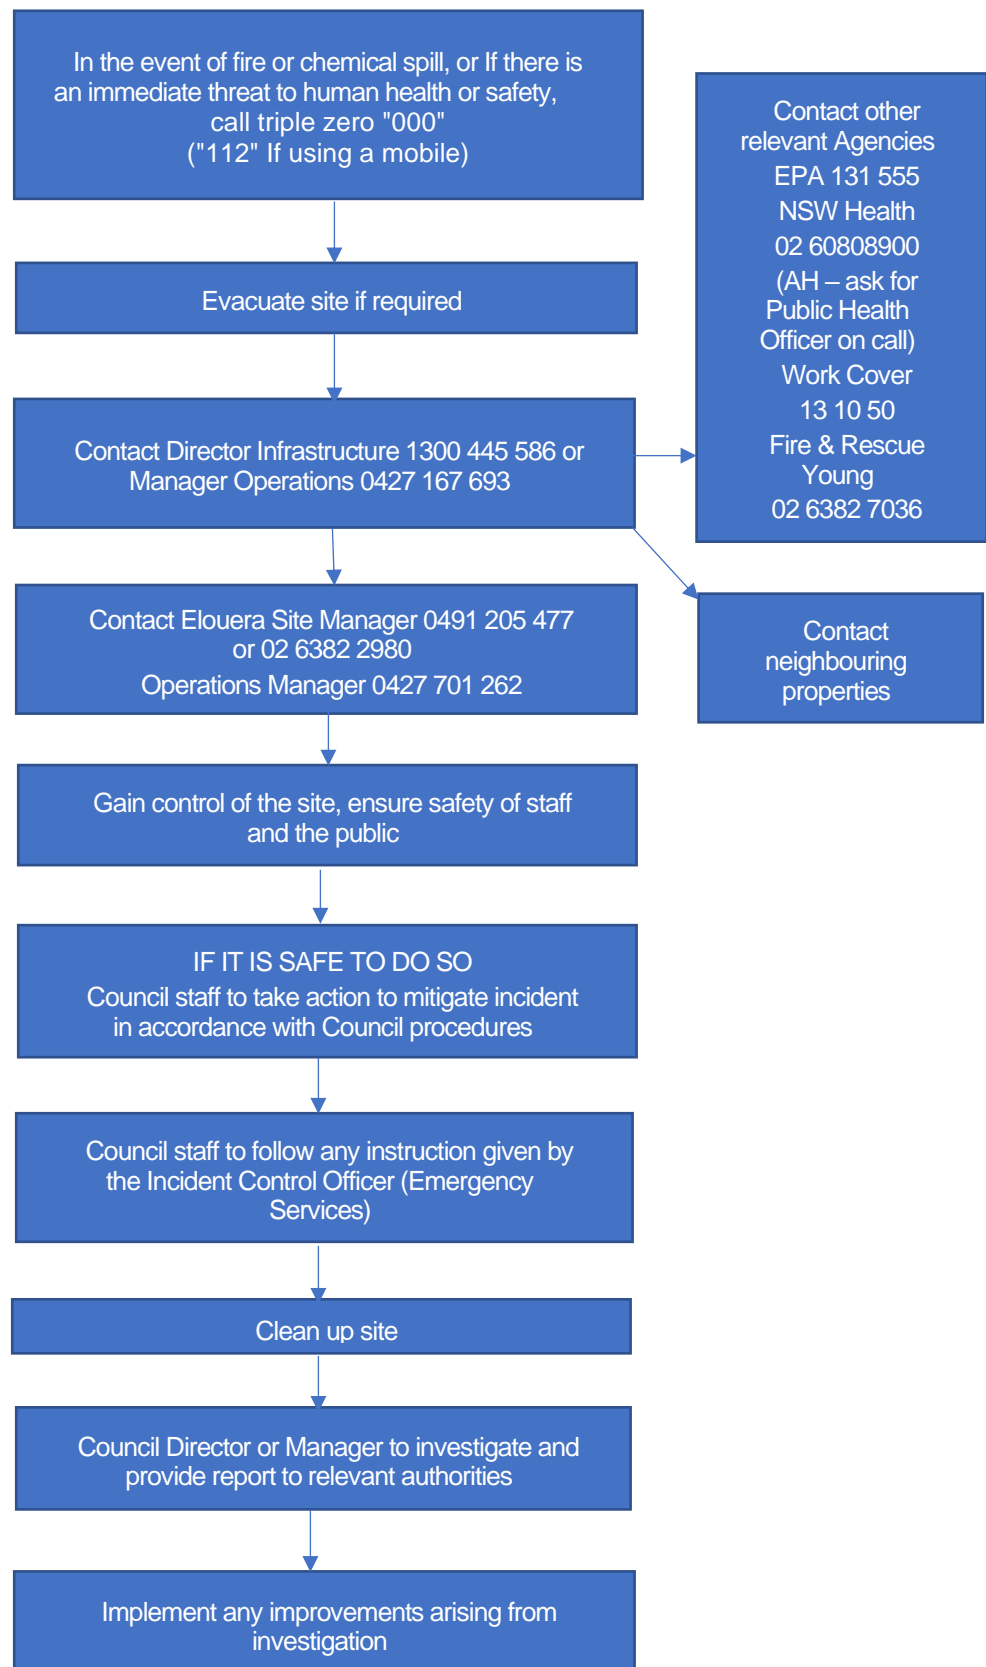 In the event of fire or chemical spill, or If there is
an immediate threat to human health or safety,
call triple zero "000"
("112" If using a mobile)
Evacuate site if required
Contact Director Infrastructure 1300 445 586 or
Manager Operations 0427 167 693
Contact other
relevant Agencies
EPA 131 555
NSW Health
02 60808900
(AH – ask for
Public Health
Officer on call)
Work Cover
13 10 50
Fire & Rescue
Young
02 6382 7036
Contact
neighbouring
properties
Contact Elouera Site Manager 0491 205 477
or 02 6382 2980
Operations Manager 0427 701 262
Gain control of the site, ensure safety of staff
and the public
IF IT IS SAFE TO DO SO
Council staff to take action to mitigate incident
in accordance with Council procedures
Council staff to follow any instruction given by
the Incident Control Officer (Emergency
Services)
Clean up site
Council Director or Manager to investigate and
provide report to relevant authorities
Implement any improvements arising from
investigation